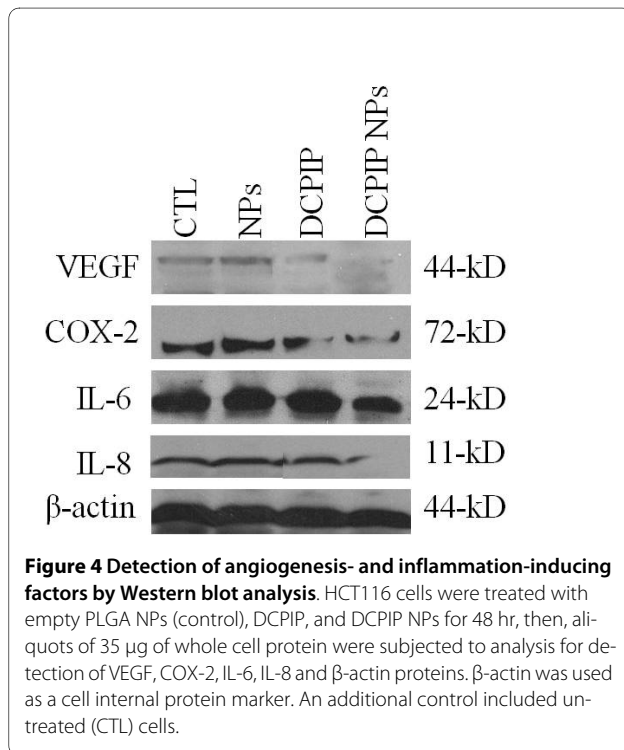 CTL
NPs
DCPIP
DCPIP NPs
VEGF 44-kD
COX-2 72-kD
IL-6 24-kD
IL-8 11-kD
β-actin 44-kD
Figure 4 Detection of angiogenesis- and inflammation-inducing
factors by Western blot analysis. HCT116 cells were treated with
empty PLGA NPs (control), DCPIP, and DCPIP NPs for 48 hr, then, ali-
quots of 35 μg of whole cell protein were subjected to analysis for de-
tection of VEGF, COX-2, IL-6, IL-8 and β-actin proteins. β-actin was used
as a cell internal protein marker. An additional control included un-
treated (CTL) cells.